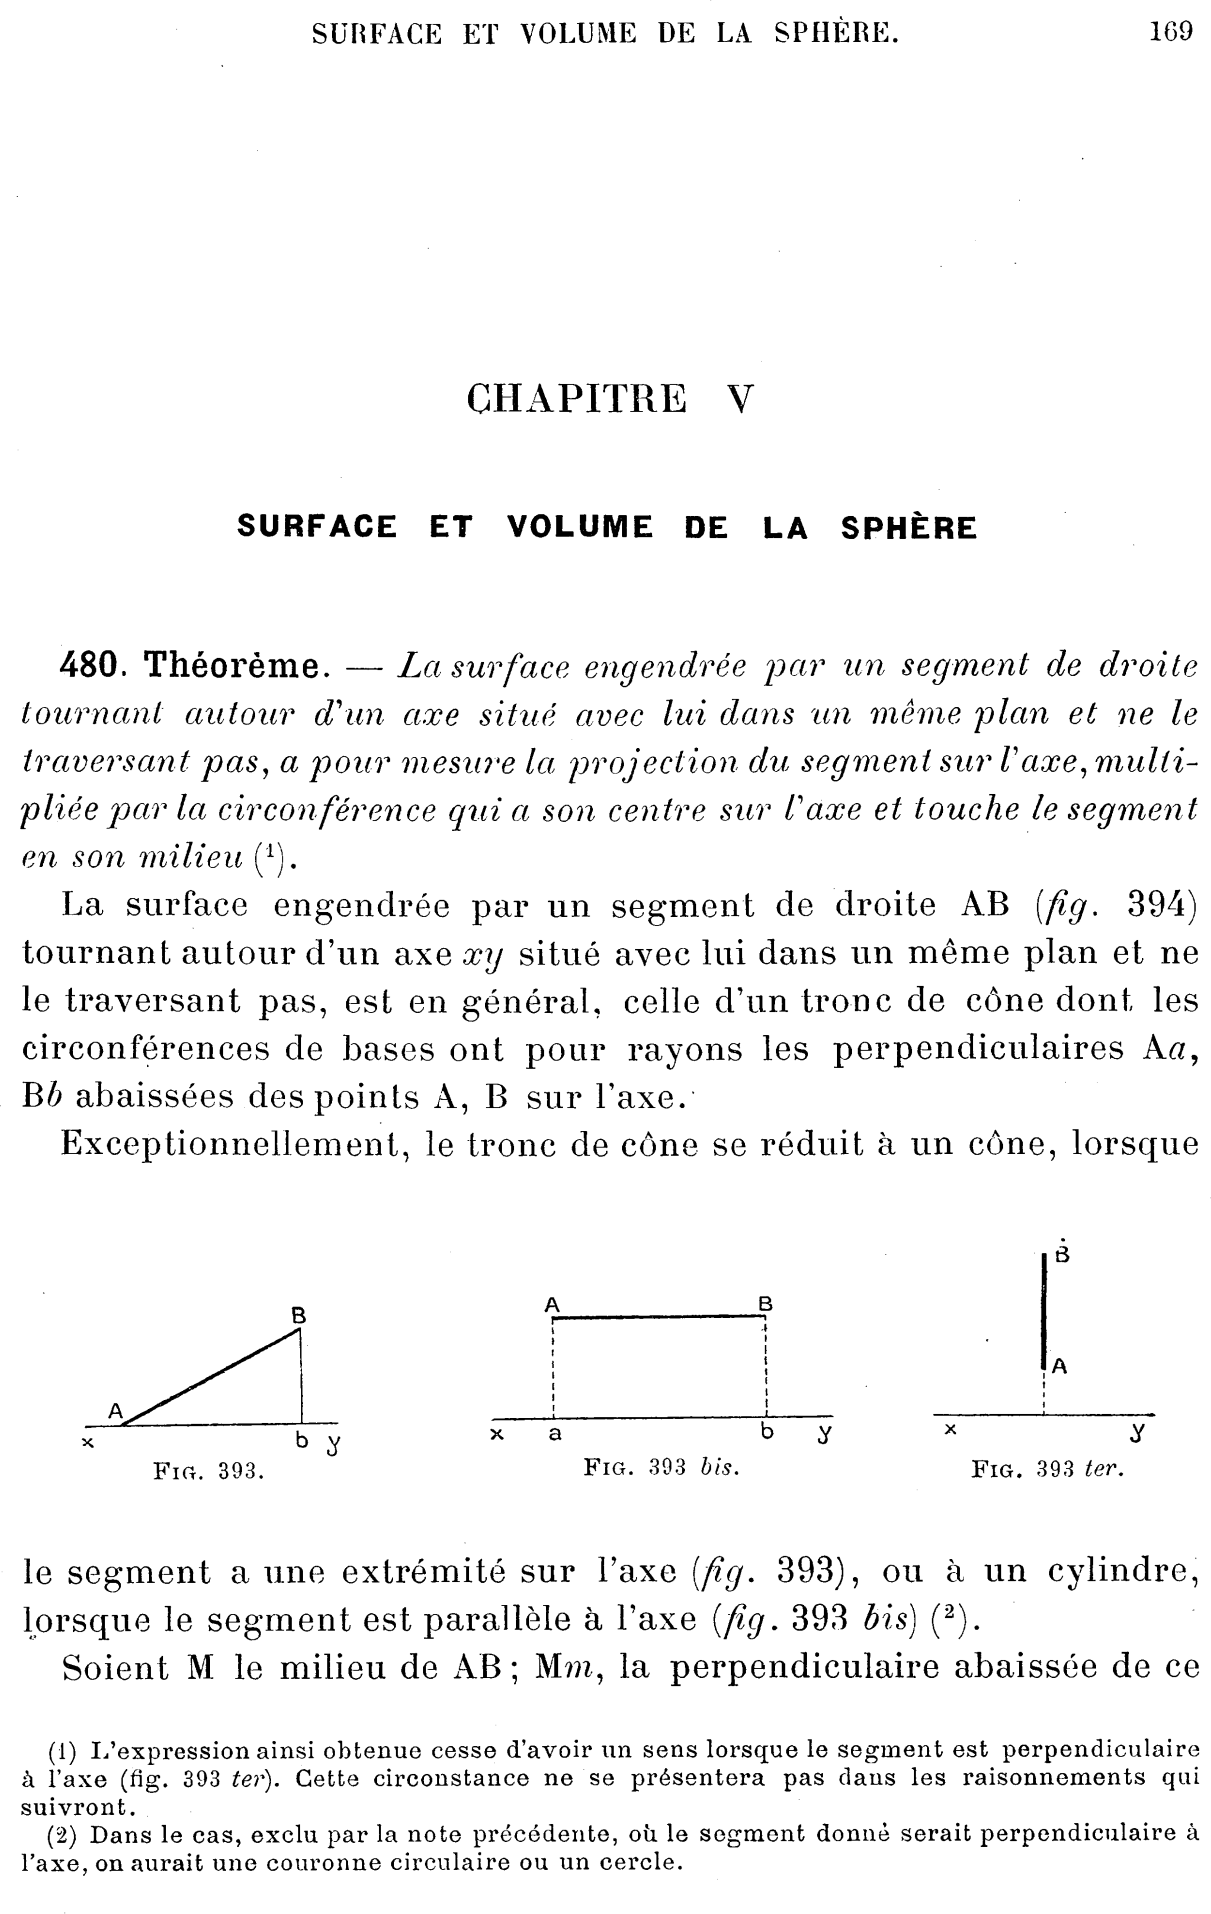 SURFACE ET VOLUME DE LA SPHÈRE. 169
CHAPITRE V
SURFACE ET VOLUME DE LA SPHÈRE
480. Théorème. — La surface engendrée par un segment de droite
tournant autour d'un axe situé avec lui dans un même plan et ne le
traversant pas, a pour mesure la projection du segment sur l'axe, multi-
pliée par la circonférence qui a son centre sur l'axe et touche le segment
en son milieu (1).
La surface engendrée par un segment de droite AB (fig. 394)
tournant autour d'un axe xy situé avec lui dans un même plan et ne
le traversant pas, est en général, celle d'un tronc de cône dont les
circonférences de bases ont pour rayons les perpendiculaires Aa,
Bb abaissées des points A, B sur l'axe.
Exceptionnellement, le tronc de cône se réduit à un cône, lorsque
B
A
x b y
FIG. 393.
A B
x a b y
FIG. 393 bis.
B
A
x y
FIG. 393 ter.
le segment a une extrémité sur l'axe (fig. 393), ou à un cylindre,
lorsque le segment est parallèle à l'axe (fig. 393 bis) (2).
Soient M le milieu de AB ; Mm, la perpendiculaire abaissée de ce
(1) L'expression ainsi obtenue cesse d'avoir un sens lorsque le segment est perpendiculaire
à l'axe (fig. 393 ter). Cette circonstance ne se présentera pas dans les raisonnements qui
suivront.
(2) Dans le cas, exclu par la note précédente, où le segment donné serait perpendiculaire à
l'axe, on aurait une couronne circulaire ou un cercle.